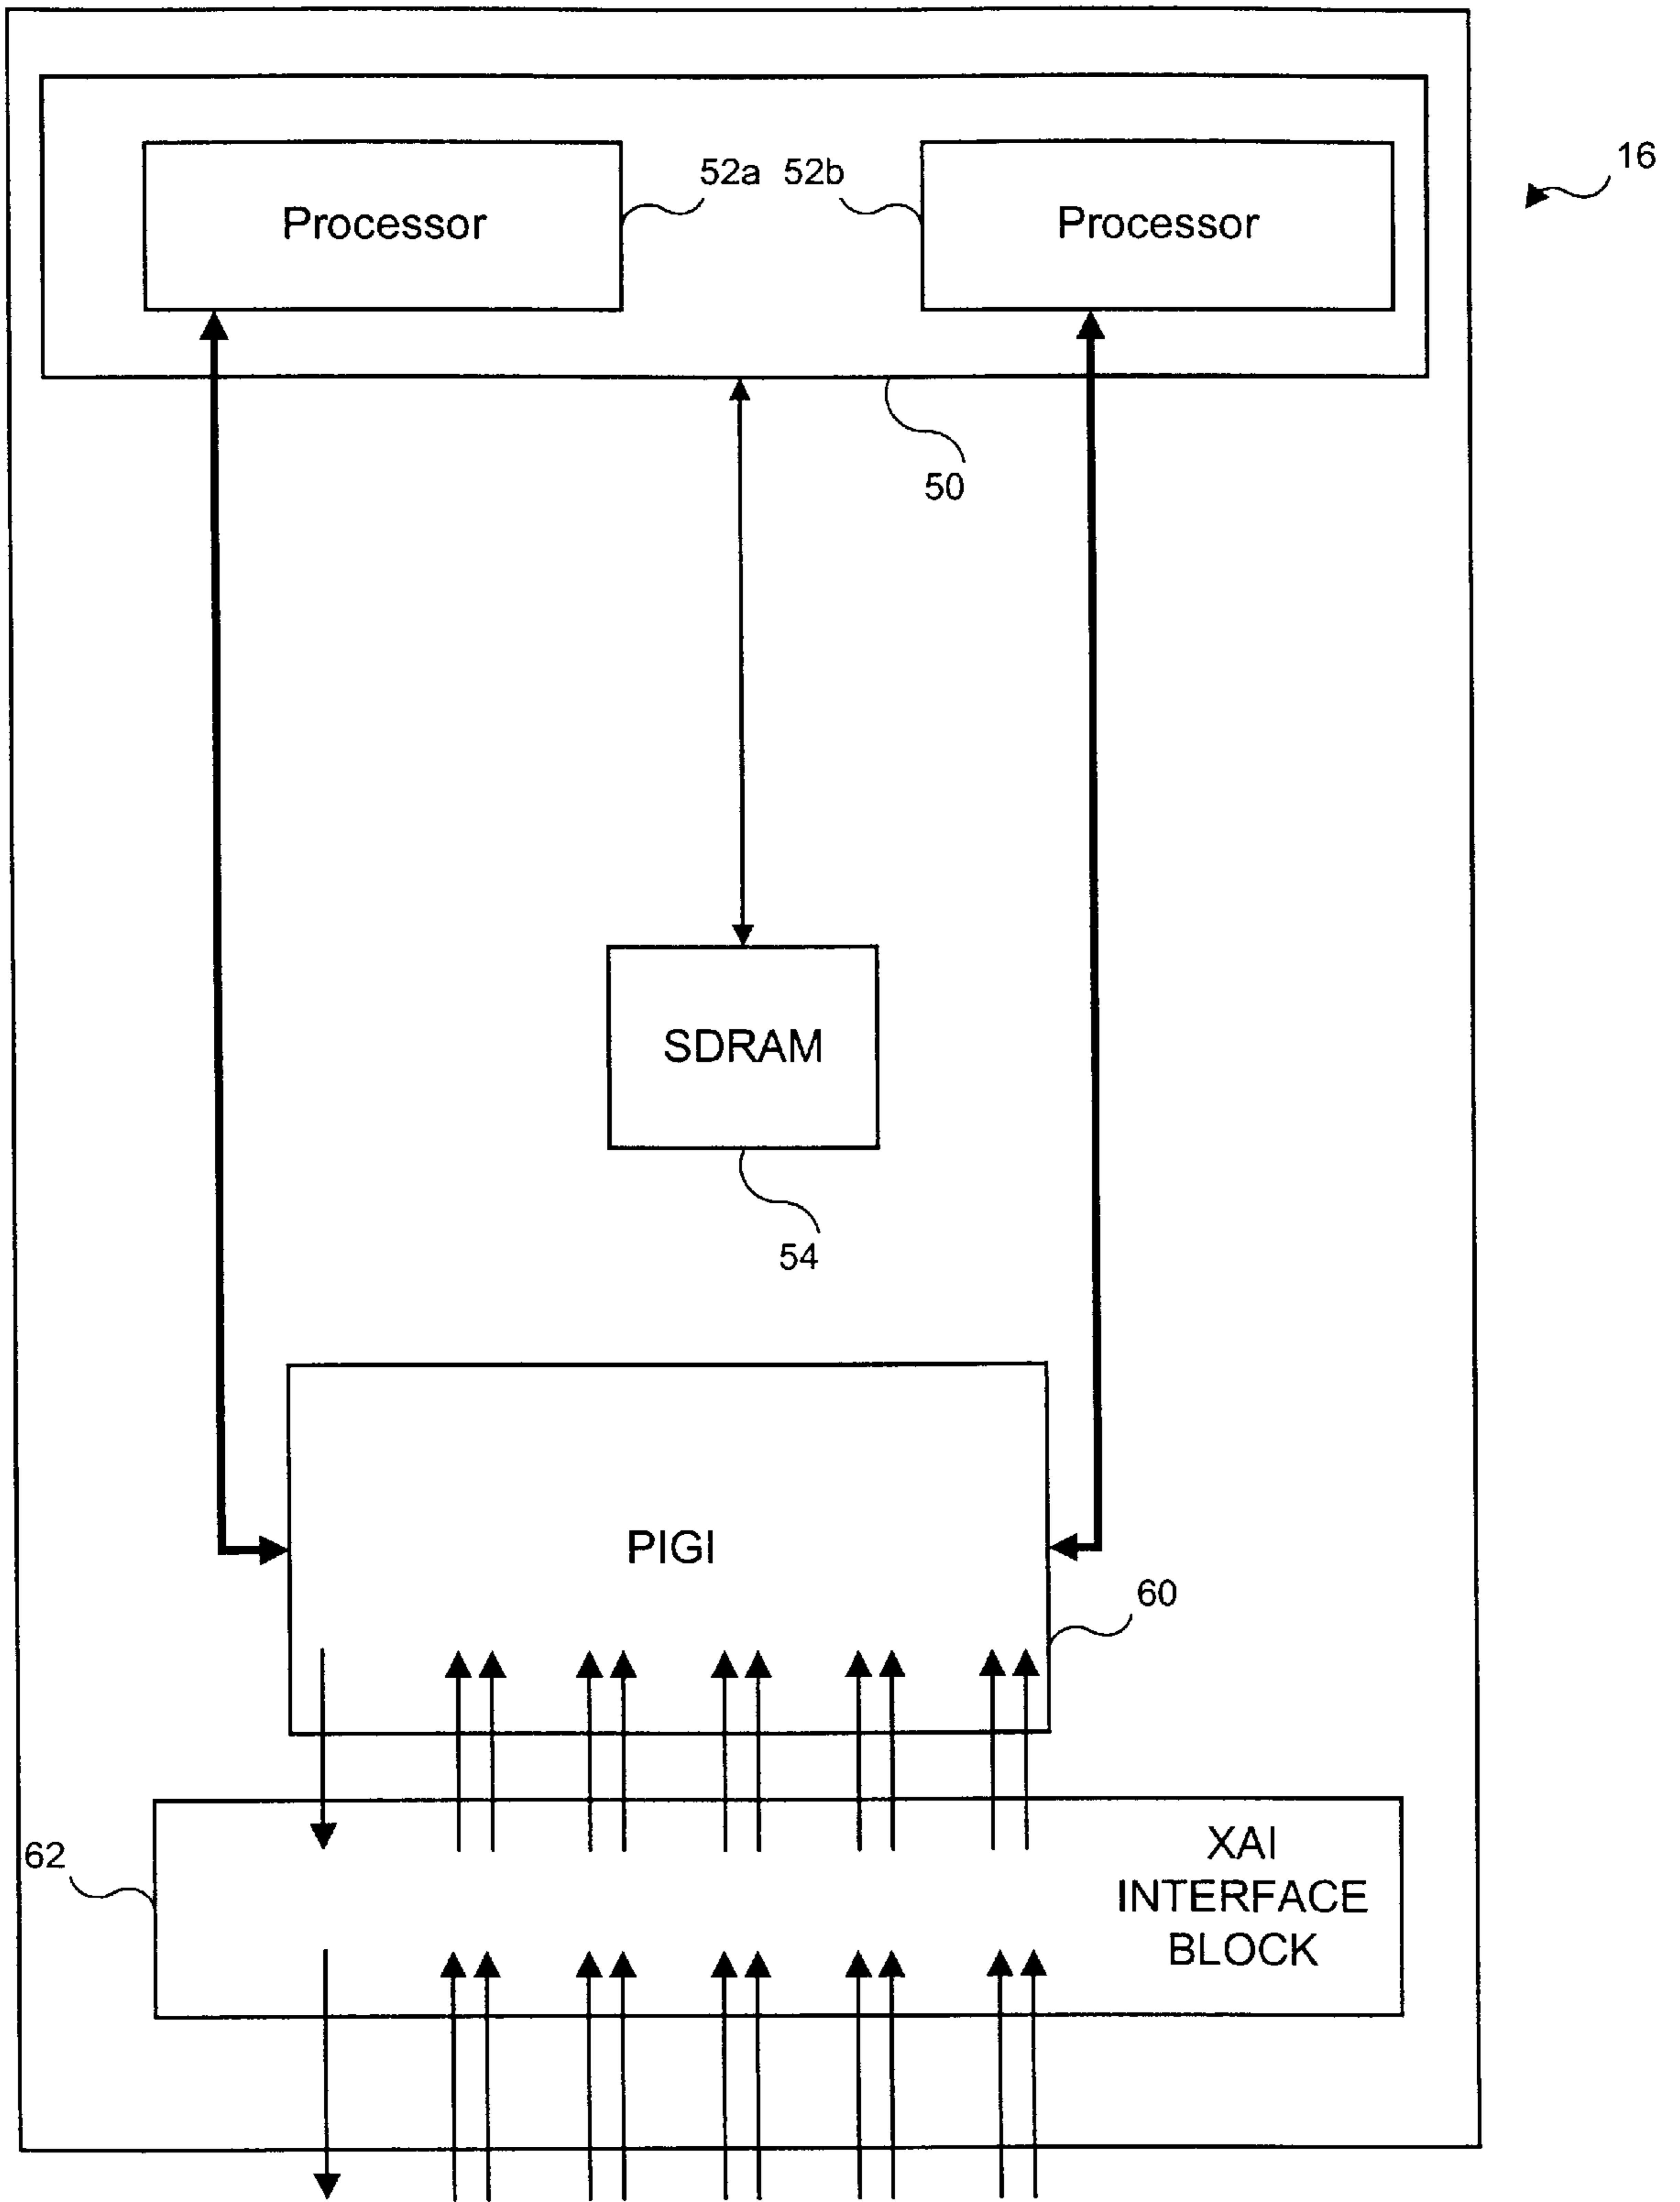 16
52a 52b
Processor
Processor
50
SDRAM
54
PIGI
60
62
XAI
INTERFACE
BLOCK